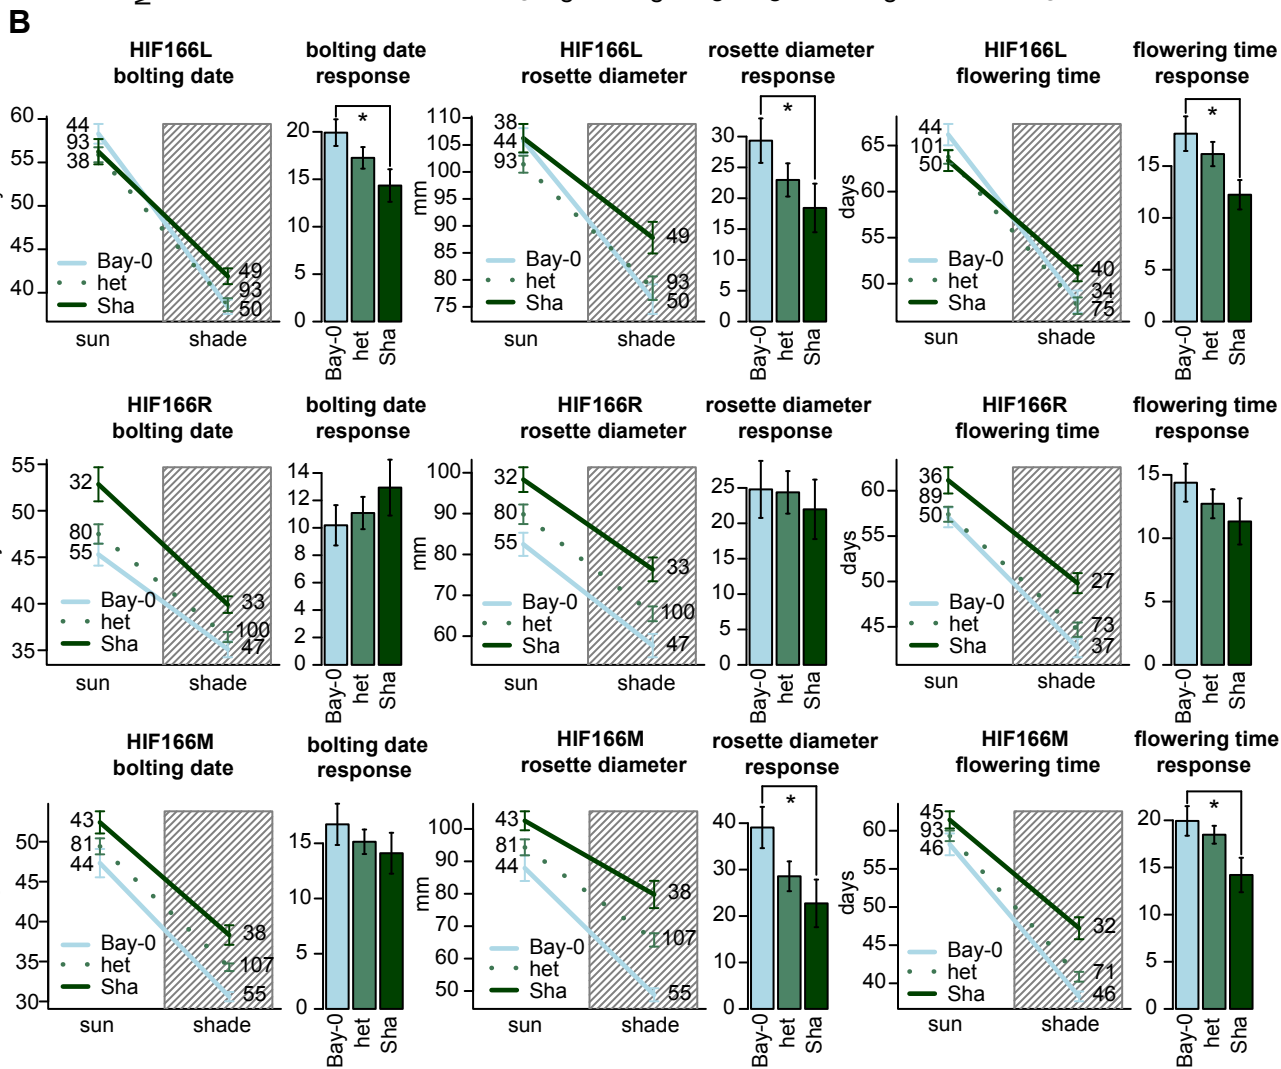 B
HIF166L
bolting date
bolting date
response
HIF166L
rosette diameter
rosette diameter
response
HIF166L
flowering time
flowering time
response
60
55
50
45
40
44
93
38
49
93
50
Bay-0
het
Sha
sun
shade
*
20
15
10
5
0
Bay-0
het
Sha
mm
110
105
100
95
90
85
80
75
38
44
93
49
93
50
Bay-0
het
Sha
sun
shade
*
30
25
20
15
10
5
0
Bay-0
het
Sha
days
65
60
55
50
44
101
50
40
34
75
Bay-0
het
Sha
sun
shade
*
15
10
5
0
Bay-0
het
Sha
HIF166R
bolting date
bolting date
response
HIF166R
rosette diameter
rosette diameter
response
HIF166R
flowering time
flowering time
response
55
50
45
40
35
32
80
55
33
100
47
Bay-0
het
Sha
sun
shade
14
12
10
8
6
4
2
0
Bay-0
het
Sha
mm
100
90
80
70
60
32
80
55
33
100
47
Bay-0
het
Sha
sun
shade
25
20
15
10
5
0
Bay-0
het
Sha
days
60
55
50
45
36
89
50
27
73
37
Bay-0
het
Sha
sun
shade
15
10
5
0
Bay-0
het
Sha
HIF166M
bolting date
bolting date
response
HIF166M
rosette diameter
rosette diameter
response
HIF166M
flowering time
flowering time
response
50
45
40
35
30
43
81
44
38
107
55
Bay-0
het
Sha
sun
shade
15
10
5
0
Bay-0
het
Sha
mm
100
90
80
70
60
50
43
81
44
38
107
55
Bay-0
het
Sha
sun
shade
*
40
30
20
10
0
Bay-0
het
Sha
days
60
55
50
45
40
45
93
46
32
71
46
Bay-0
het
Sha
sun
shade
*
20
15
10
5
0
Bay-0
het
Sha